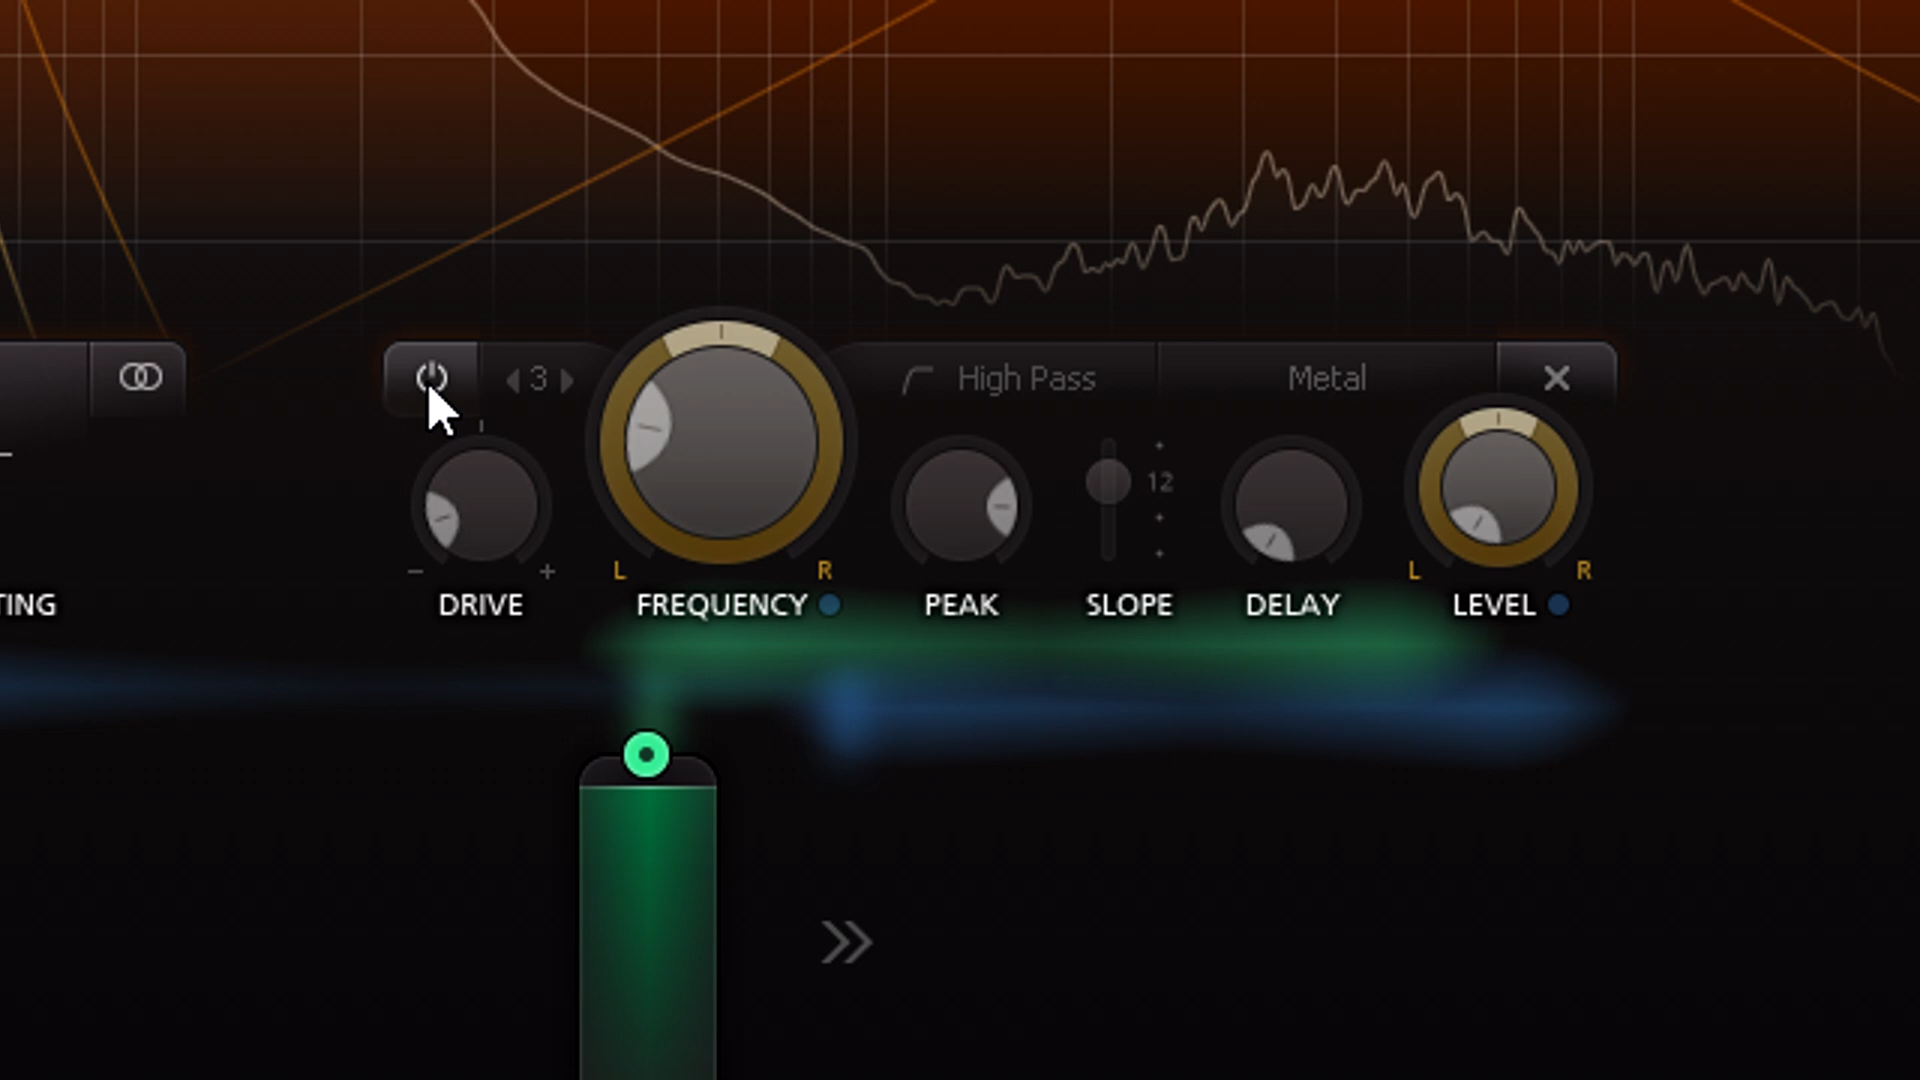 3
High Pass
Metal
12
L R
L R
TING
DRIVE
FREQUENCY
PEAK
SLOPE
DELAY
LEVEL